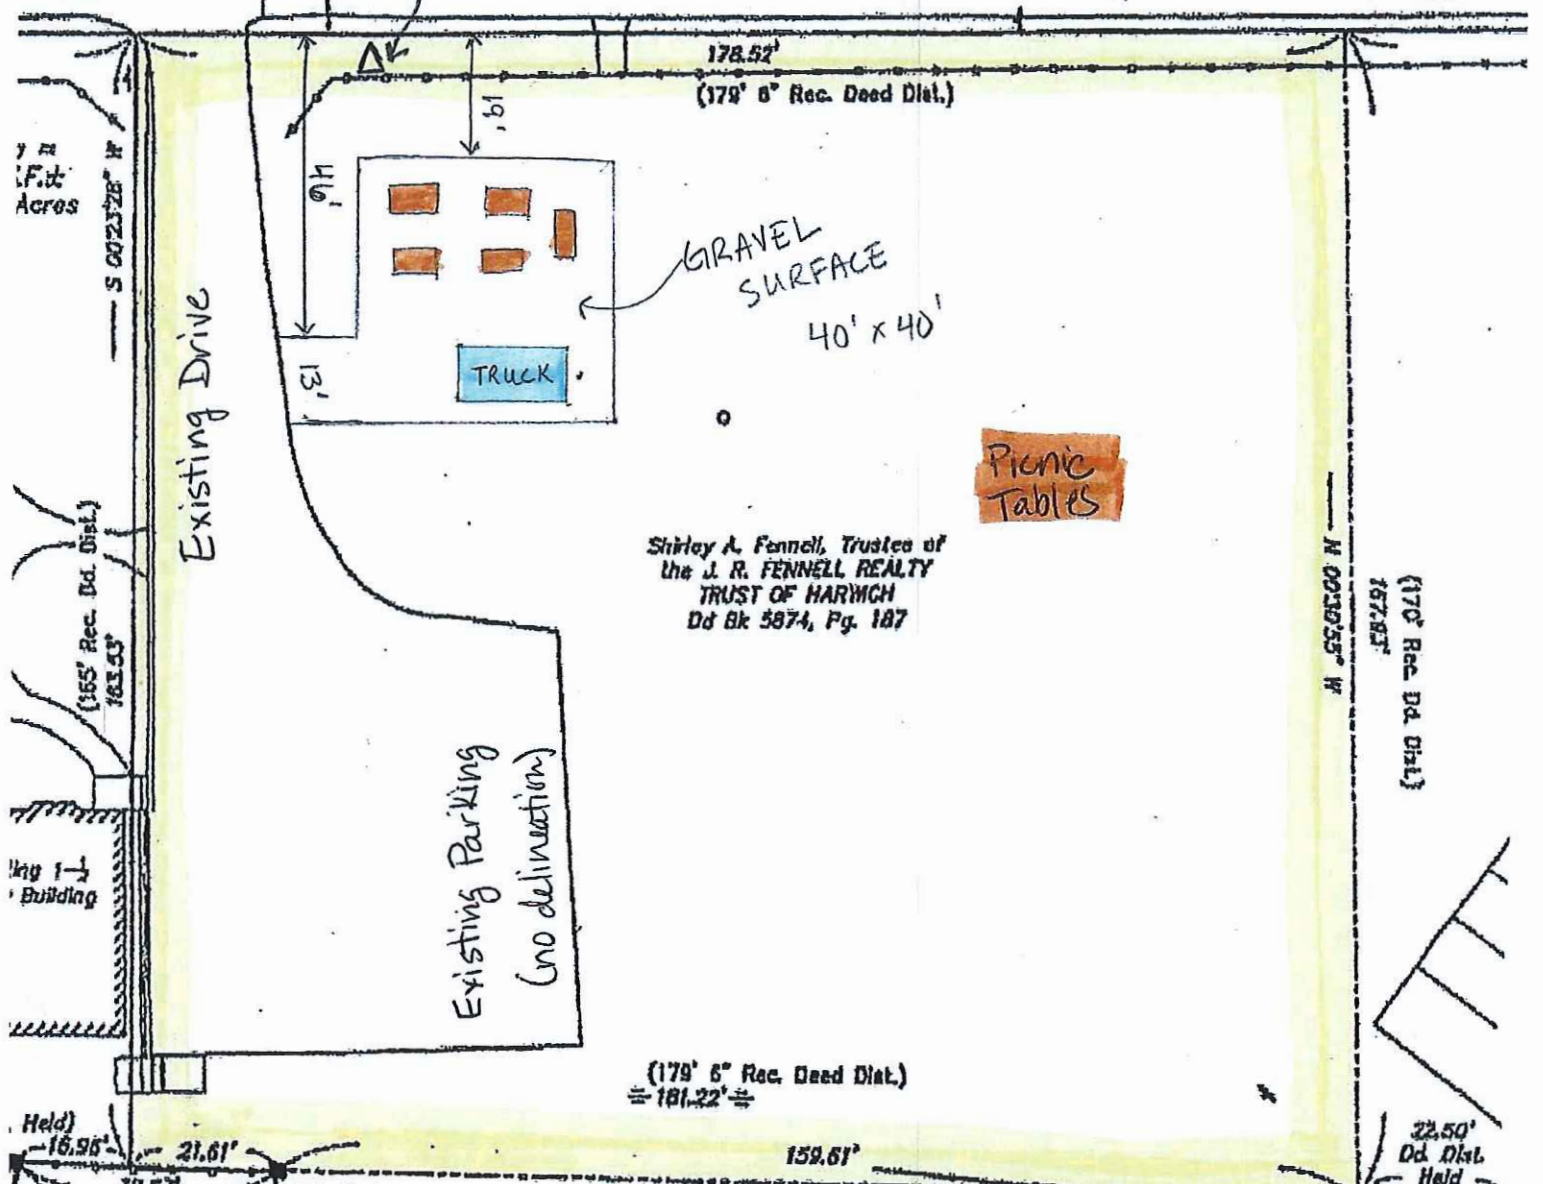 178.52'
(179' 6" Rec. Deed Dist.)
19'
46'
13'
GRAVEL
SURFACE
40' x 40'
TRUCK
Existing Drive
Acres
(165' Rec. Dd. Dist.)
163.53'
Picnic
Tables
Shirley A. Fennell, Trustee of
the J. R. FENNELL REALTY
TRUST OF HARWICH
Dd Bk 5874, Pg. 187
(170' Rec. Dd. Dist.)
Existing Parking
(no delineation)
Building
(179' 6" Rec. Deed Dist.)
181.22'
Held)
16.95'
21.61'
159.61'
22.50'
Dd. Dist.
Held